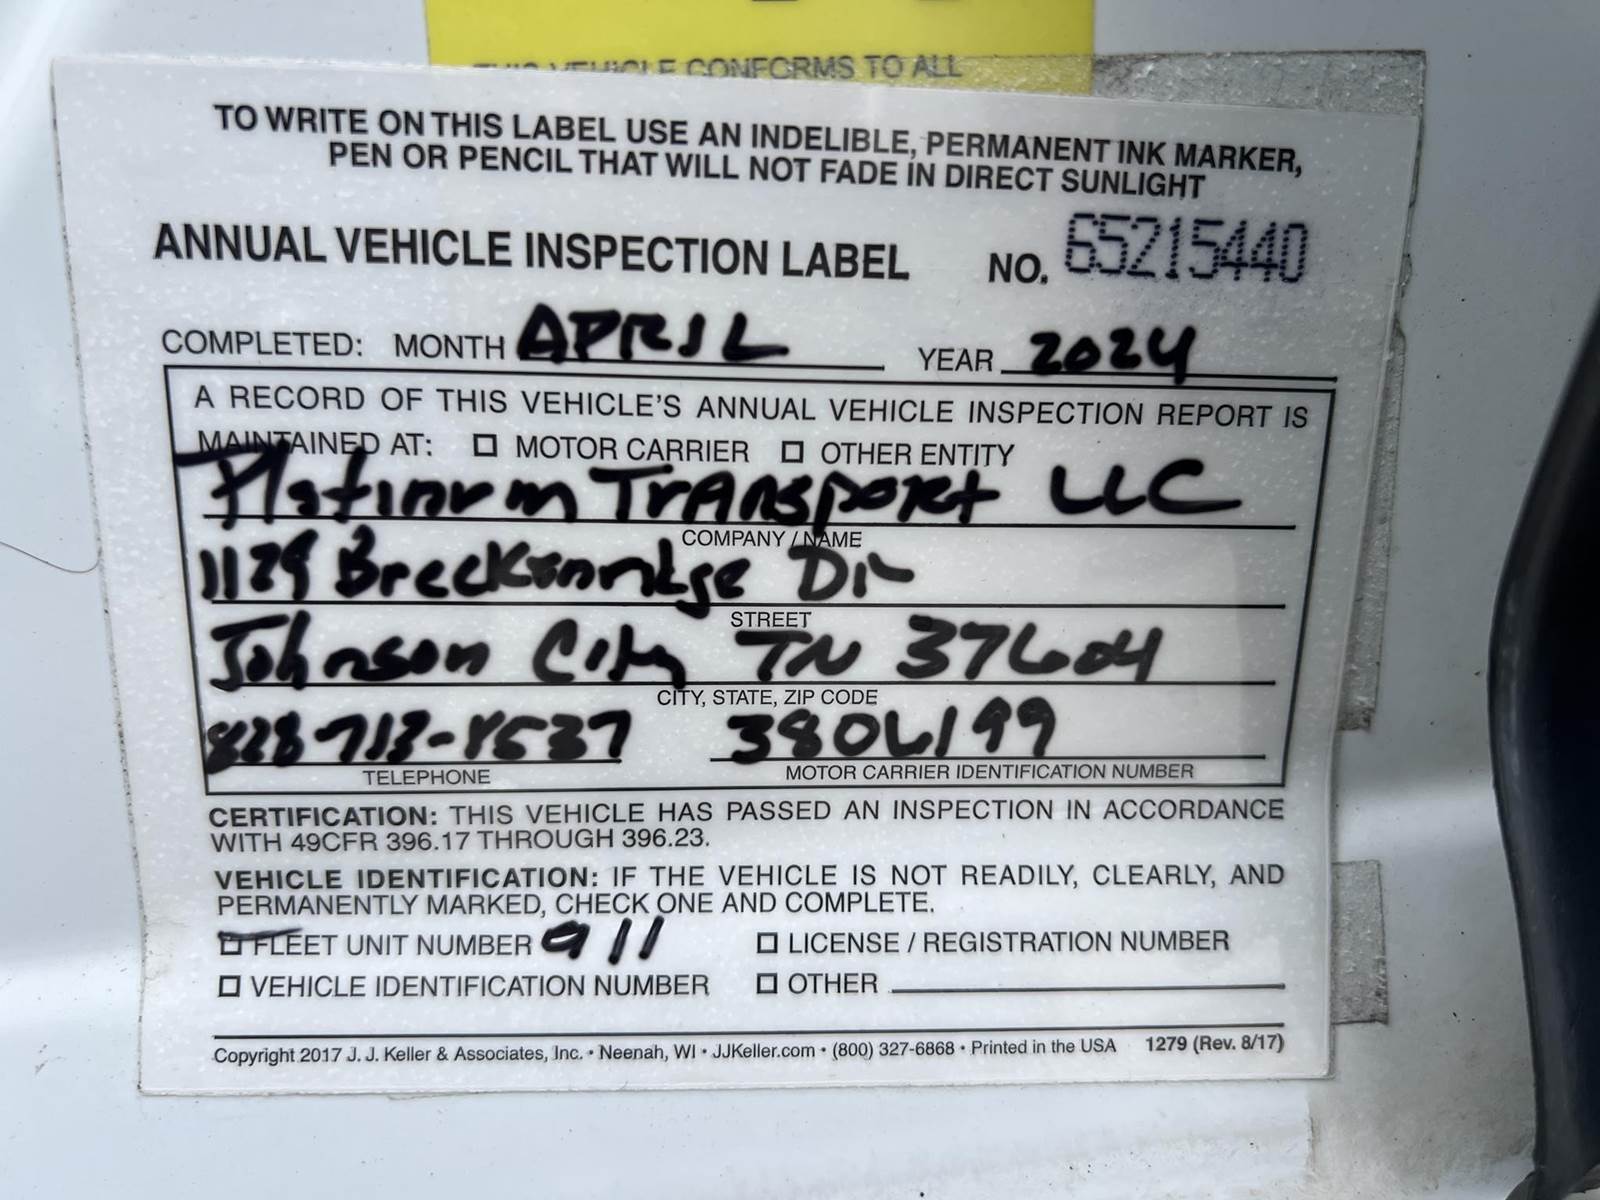 THIS VEHICLE CONFORMS TO ALL
TO WRITE ON THIS LABEL USE AN INDELIBLE, PERMANENT INK MARKER,
PEN OR PENCIL THAT WILL NOT FADE IN DIRECT SUNLIGHT
ANNUAL VEHICLE INSPECTION LABEL NO. 65215440
COMPLETED: MONTH APRIL YEAR 2024
A RECORD OF THIS VEHICLE'S ANNUAL VEHICLE INSPECTION REPORT IS
MAINTAINED AT: □ MOTOR CARRIER □ OTHER ENTITY
Platinum Transport LLC
COMPANY / NAME
1129 Breckenridge Dr
STREET
Johnson City TN 37604
CITY, STATE, ZIP CODE
828 713-8537 3806199
TELEPHONE MOTOR CARRIER IDENTIFICATION NUMBER
CERTIFICATION: THIS VEHICLE HAS PASSED AN INSPECTION IN ACCORDANCE
WITH 49CFR 396.17 THROUGH 396.23.
VEHICLE IDENTIFICATION: IF THE VEHICLE IS NOT READILY, CLEARLY, AND
PERMANENTLY MARKED, CHECK ONE AND COMPLETE.
□ FLEET UNIT NUMBER 911 □ LICENSE / REGISTRATION NUMBER
□ VEHICLE IDENTIFICATION NUMBER □ OTHER
Copyright 2017 J. J. Keller & Associates, Inc. • Neenah, WI • JJKeller.com • (800) 327-6868 • Printed in the USA 1279 (Rev. 8/17)